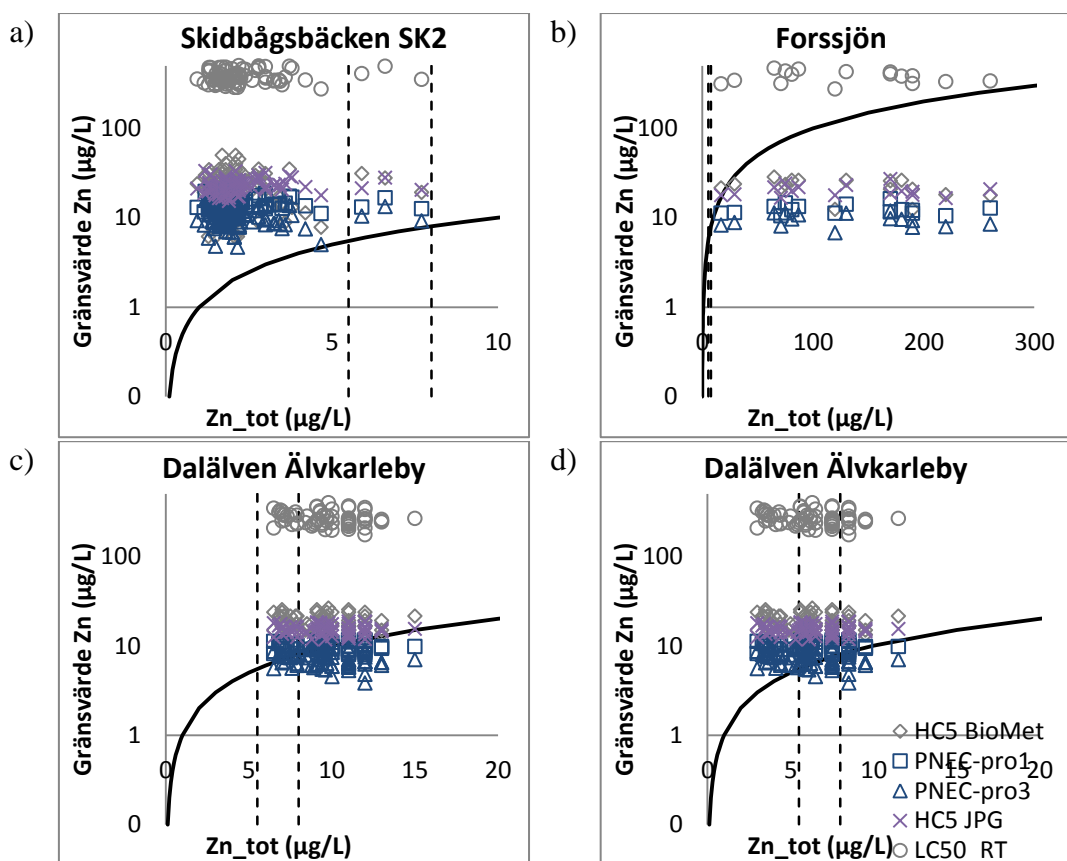 a)
Skidbågsbäcken SK2
Gränsvärde Zn (µg/L)
100
10
1
0
0
5
10
Zn_tot (µg/L)
b)
Forssjön
Gränsvärde Zn (µg/L)
100
10
1
0
0
100
200
300
Zn_tot (µg/L)
c)
Dalälven Älvkarleby
Gränsvärde Zn (µg/L)
100
10
1
0
0
5
10
15
20
Zn_tot (µg/L)
d)
Dalälven Älvkarleby
Gränsvärde Zn (µg/L)
100
10
1
0
0
5
10
15
20
Zn_tot (µg/L)
HC5 BioMet
PNEC-pro1
PNEC-pro3
HC5 JPG
LC50_RT